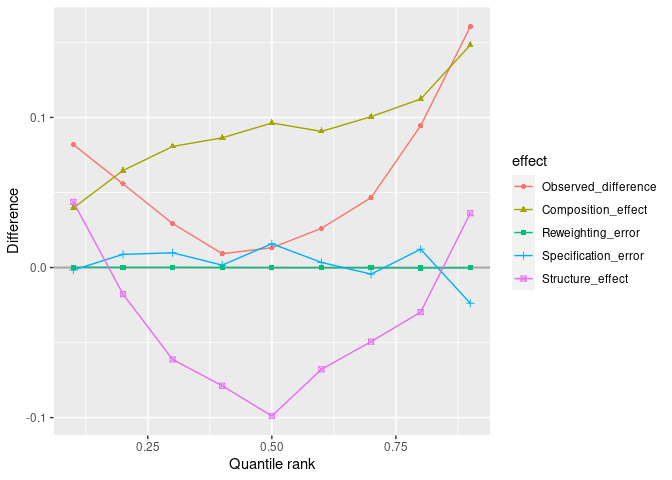 Difference
0.1
0.0
-0.1
0.25
0.50
0.75
Quantile rank
effect
Observed_difference
Composition_effect
Reweighting_error
Specification_error
Structure_effect